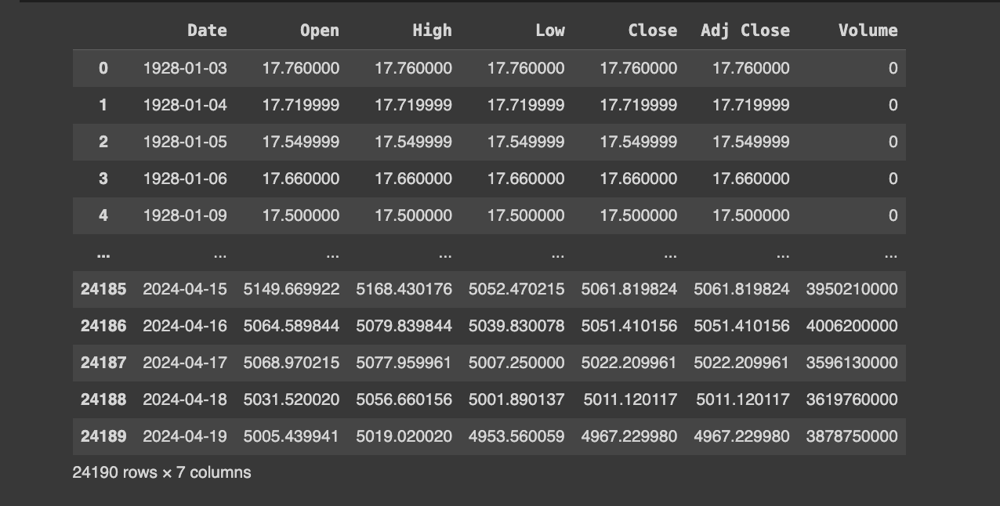 Date Open High Low Close Adj Close Volume
0 1928-01-03 17.760000 17.760000 17.760000 17.760000 17.760000 0
1 1928-01-04 17.719999 17.719999 17.719999 17.719999 17.719999 0
2 1928-01-05 17.549999 17.549999 17.549999 17.549999 17.549999 0
3 1928-01-06 17.660000 17.660000 17.660000 17.660000 17.660000 0
4 1928-01-09 17.500000 17.500000 17.500000 17.500000 17.500000 0
... ... ... ... ... ... ... ...
24185 2024-04-15 5149.669922 5168.430176 5052.470215 5061.819824 5061.819824 3950210000
24186 2024-04-16 5064.589844 5079.839844 5039.830078 5051.410156 5051.410156 4006200000
24187 2024-04-17 5068.970215 5077.959961 5007.250000 5022.209961 5022.209961 3596130000
24188 2024-04-18 5031.520020 5056.660156 5001.890137 5011.120117 5011.120117 3619760000
24189 2024-04-19 5005.439941 5019.020020 4953.560059 4967.229980 4967.229980 3878750000
24190 rows × 7 columns